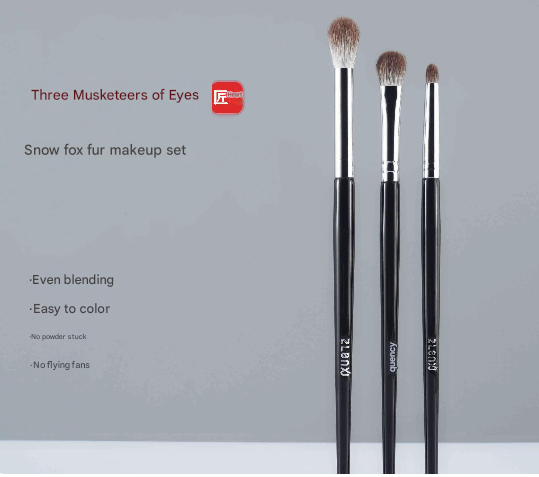 Three Musketeers of Eyes
匠 Heart
Snow fox fur makeup set
·Even blending
·Easy to color
·No powder stuck
·No flying fans
quency